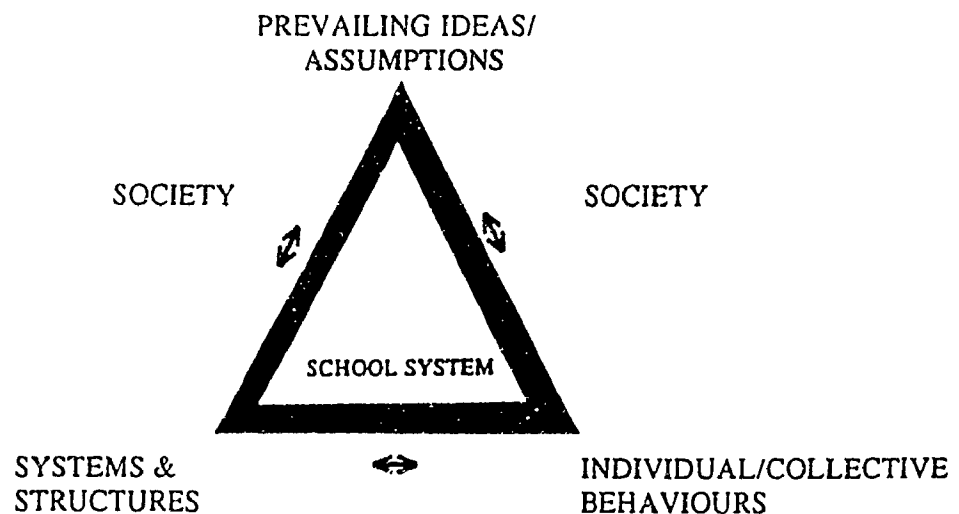 PREVAILING IDEAS/
ASSUMPTIONS
SOCIETY
SOCIETY
SCHOOL SYSTEM
SYSTEMS &
STRUCTURES
INDIVIDUAL/COLLECTIVE
BEHAVIOURS